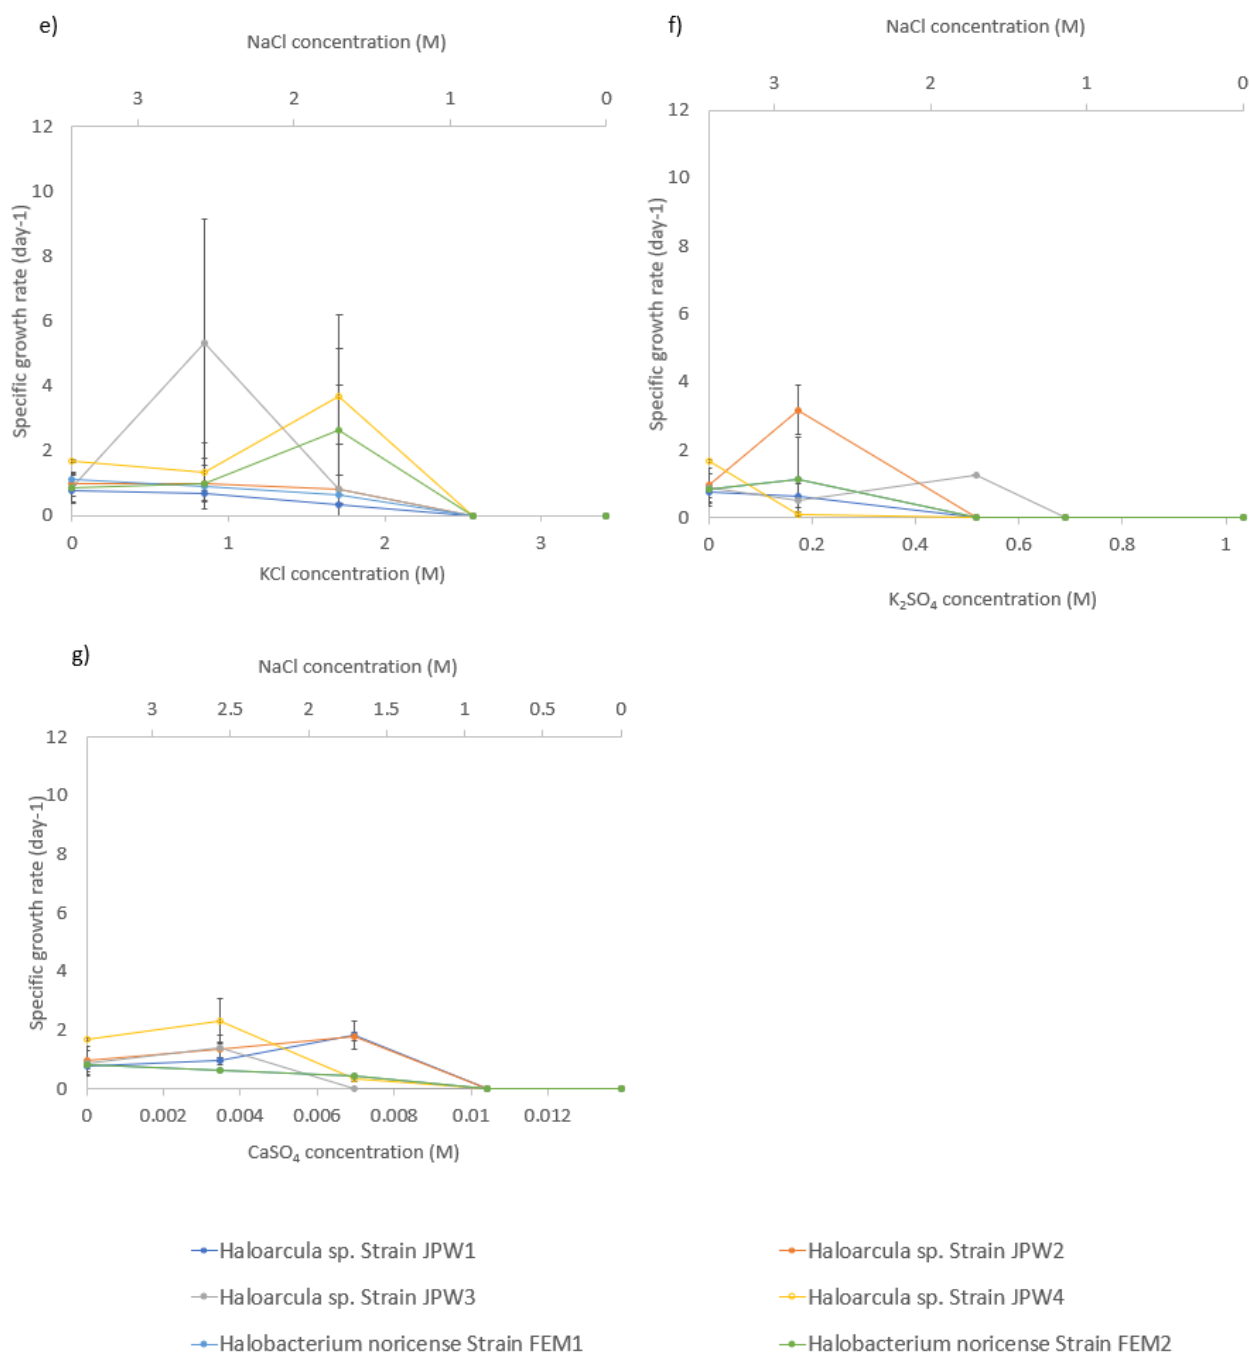 e)
NaCl concentration (M)
3 2 1 0
12
10
8
6
4
2
0
Specific growth rate (day-1)
0 1 2 3
KCl concentration (M)
f)
NaCl concentration (M)
3 2 1 0
12
10
8
6
4
2
0
Specific growth rate (day-1)
0 0.2 0.4 0.6 0.8 1
K₂SO₄ concentration (M)
g)
NaCl concentration (M)
3 2.5 2 1.5 1 0.5 0
12
10
8
6
4
2
0
Specific growth rate (day-1)
0 0.002 0.004 0.006 0.008 0.01 0.012
CaSO₄ concentration (M)
Haloarcula sp. Strain JPW1
Haloarcula sp. Strain JPW2
Haloarcula sp. Strain JPW3
Haloarcula sp. Strain JPW4
Halobacterium noricense Strain FEM1
Halobacterium noricense Strain FEM2